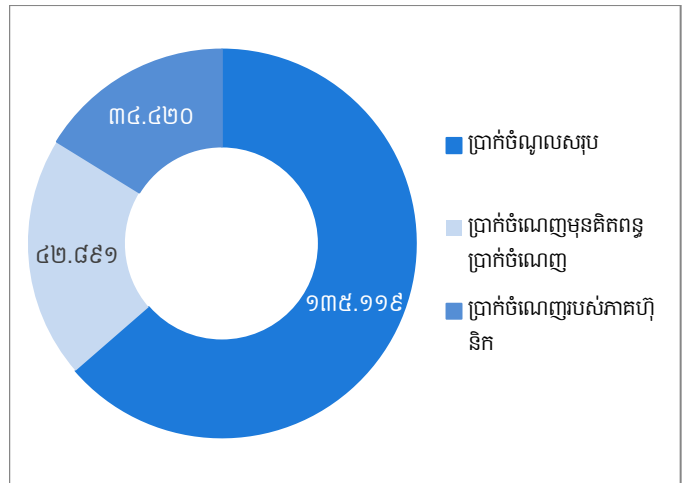 ៣៤.៤២០
៤២.៨៩១
១៣៥.១១៩
ប្រាក់ចំណូលសរុប
ប្រាក់ចំណេញមុនគិតពន្ធ
ប្រាក់ចំណេញ
ប្រាក់ចំណេញរបស់ភាគហ៊ុ
និក